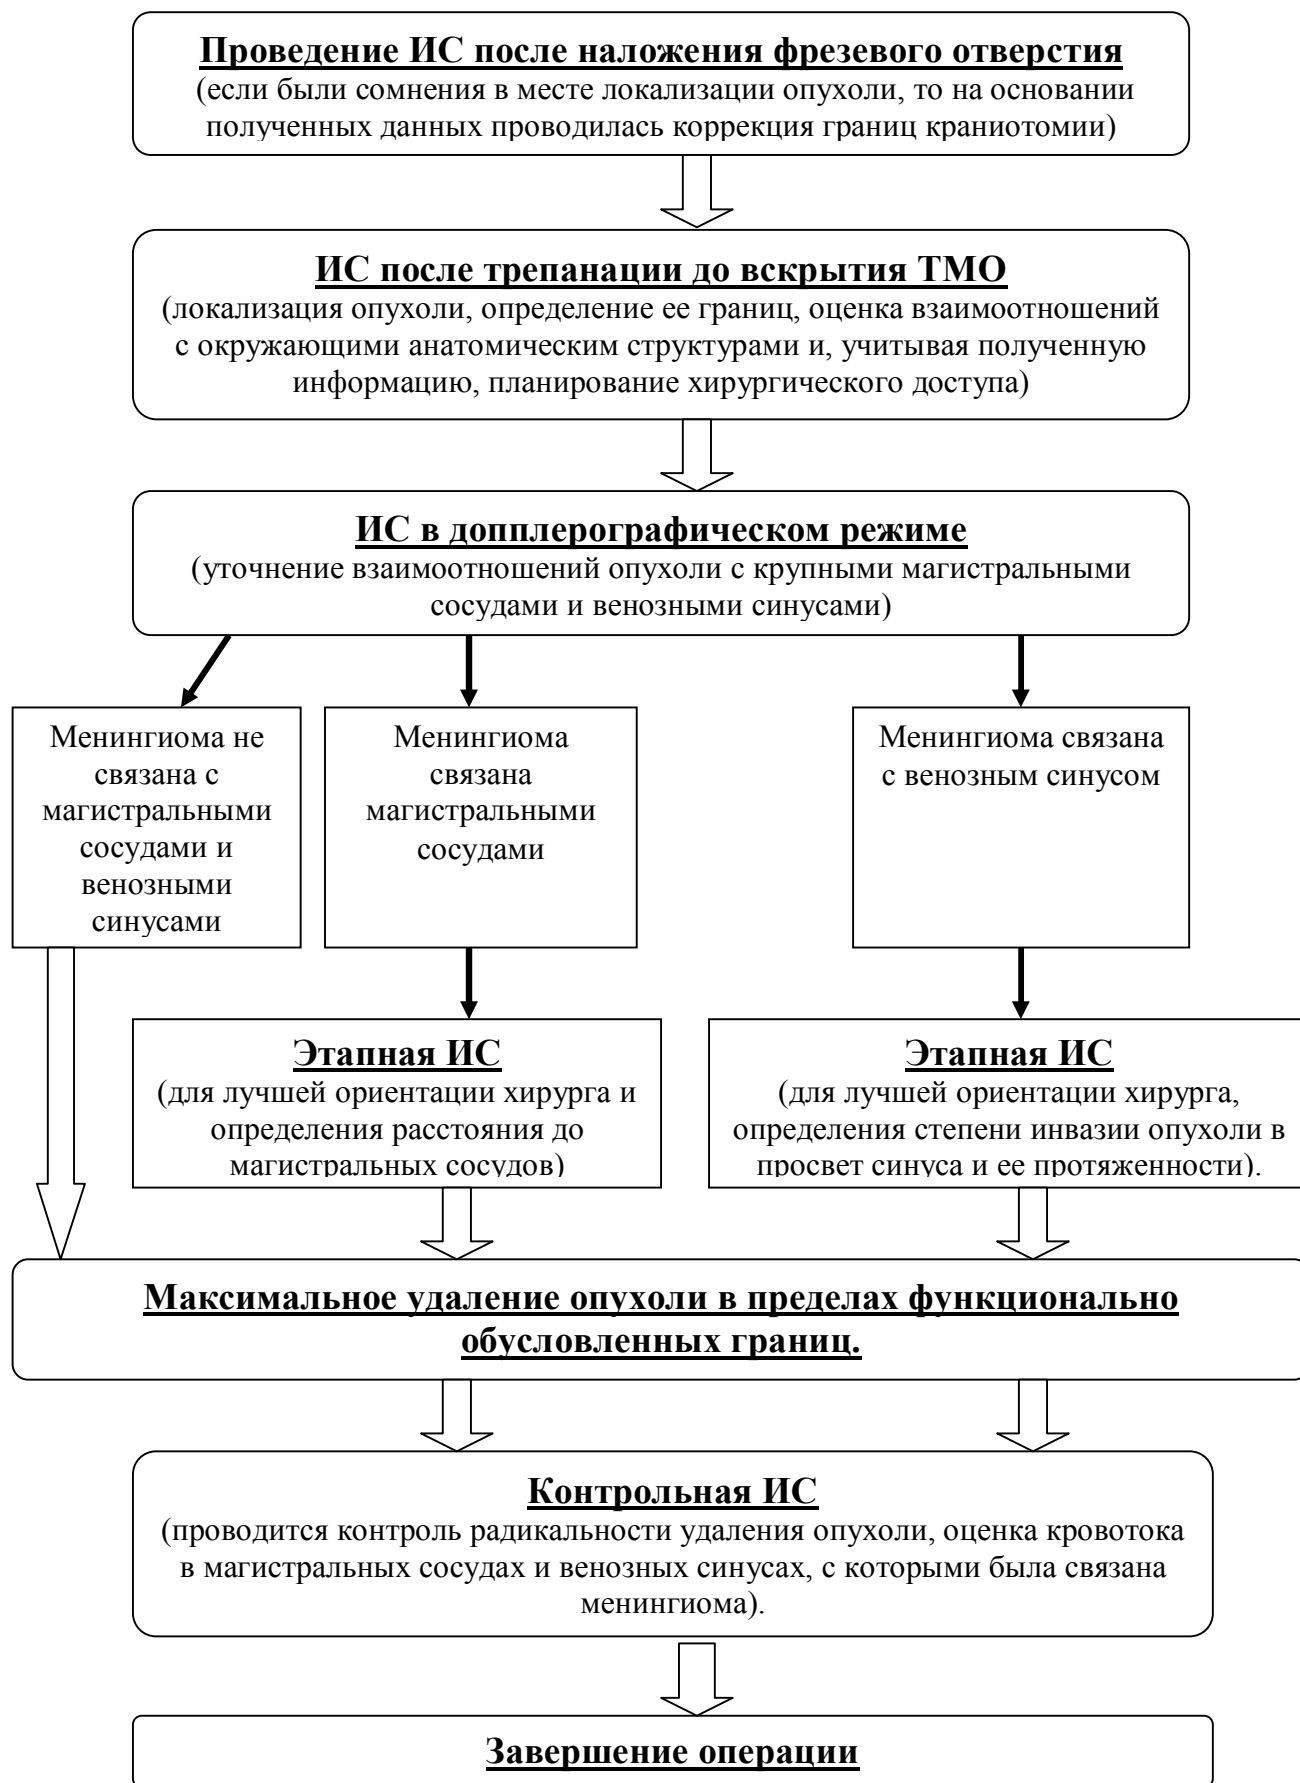 Проведение ИС после наложения фрезевого отверстия
(если были сомнения в месте локализации опухоли, то на основании
полученных данных проводилась коррекция границ краниотомии)
ИС после трепанации до вскрытия ТМО
(локализация опухоли, определение ее границ, оценка взаимоотношений
с окружающими анатомическим структурами и, учитывая полученную
информацию, планирование хирургического доступа)
ИС в допплерографическом режиме
(уточнение взаимоотношений опухоли с крупными магистральными
сосудами и венозными синусами)
Менингиома не
связана с
магистральными
сосудами и
венозными
синусами
Менингиома
связана
магистральными
сосудами
Менингиома связана
с венозным синусом
Этапная ИС
(для лучшей ориентации хирурга и
определения расстояния до
магистральных сосудов)
Этапная ИС
(для лучшей ориентации хирурга,
определения степени инвазии опухоли в
просвет синуса и ее протяженности).
Максимальное удаление опухоли в пределах функционально
обусловленных границ.
Контрольная ИС
(проводится контроль радикальности удаления опухоли, оценка кровотока
в магистральных сосудах и венозных синусах, с которыми была связана
менингиома).
Завершение операции